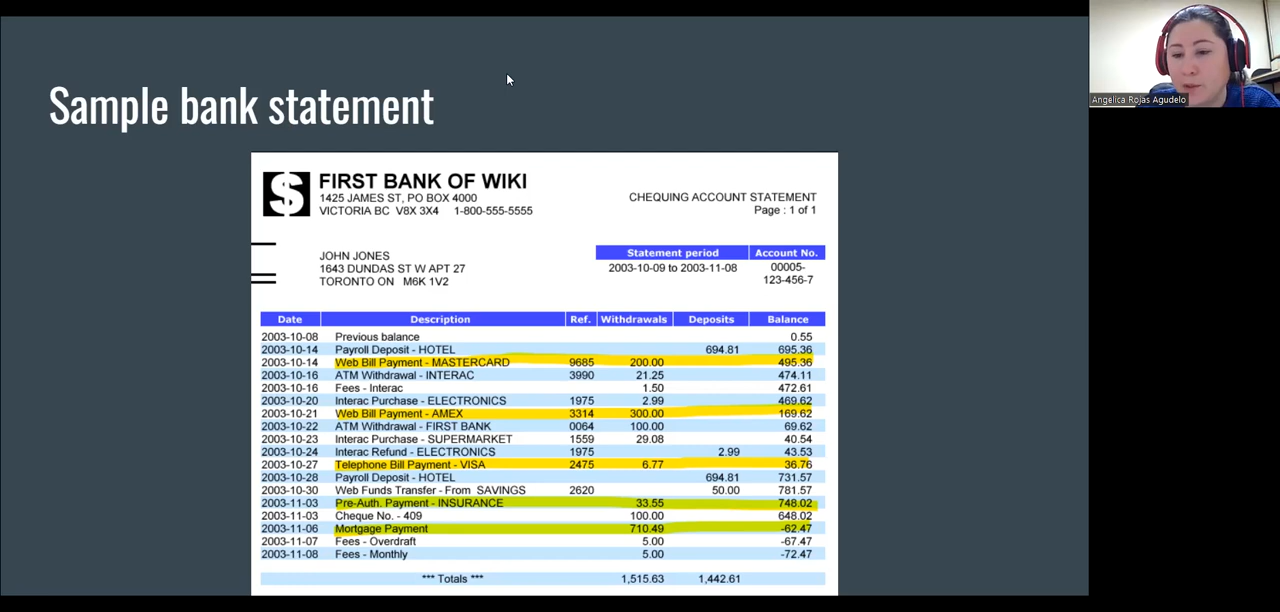 Sample bank statement
Angelica Rojas Agudelo
$ FIRST BANK OF WIKI
1425 JAMES ST, PO BOX 4000
VICTORIA BC V8X 3X4 1-800-555-5555
CHEQUING ACCOUNT STATEMENT
Page : 1 of 1
JOHN JONES
1643 DUNDAS ST W APT 27
TORONTO ON M6K 1V2
Statement period Account No.
2003-10-09 to 2003-11-08 00005-
123-456-7
Date Description Ref. Withdrawals Deposits Balance
2003-10-08 Previous balance 0.55
2003-10-14 Payroll Deposit - HOTEL 694.81 695.36
2003-10-14 Web Bill Payment - MASTERCARD 9685 200.00 495.36
2003-10-16 ATM Withdrawal - INTERAC 3990 21.25 474.11
2003-10-16 Fees - Interac 1.50 472.61
2003-10-20 Interac Purchase - ELECTRONICS 1975 2.99 469.62
2003-10-21 Web Bill Payment - AMEX 3314 300.00 169.62
2003-10-22 ATM Withdrawal - FIRST BANK 0064 100.00 69.62
2003-10-23 Interac Purchase - SUPERMARKET 1559 29.08 40.54
2003-10-24 Interac Refund - ELECTRONICS 1975 2.99 43.53
2003-10-27 Telephone Bill Payment - VISA 2475 6.77 36.76
2003-10-28 Payroll Deposit - HOTEL 694.81 731.57
2003-10-30 Web Funds Transfer - From SAVINGS 2620 50.00 781.57
2003-11-03 Pre-Auth. Payment - INSURANCE 33.55 748.02
2003-11-03 Cheque No. - 409 100.00 648.02
2003-11-06 Mortgage Payment 710.49 -62.47
2003-11-07 Fees - Overdraft 5.00 -67.47
2003-11-08 Fees - Monthly 5.00 -72.47
*** Totals *** 1,515.63 1,442.61